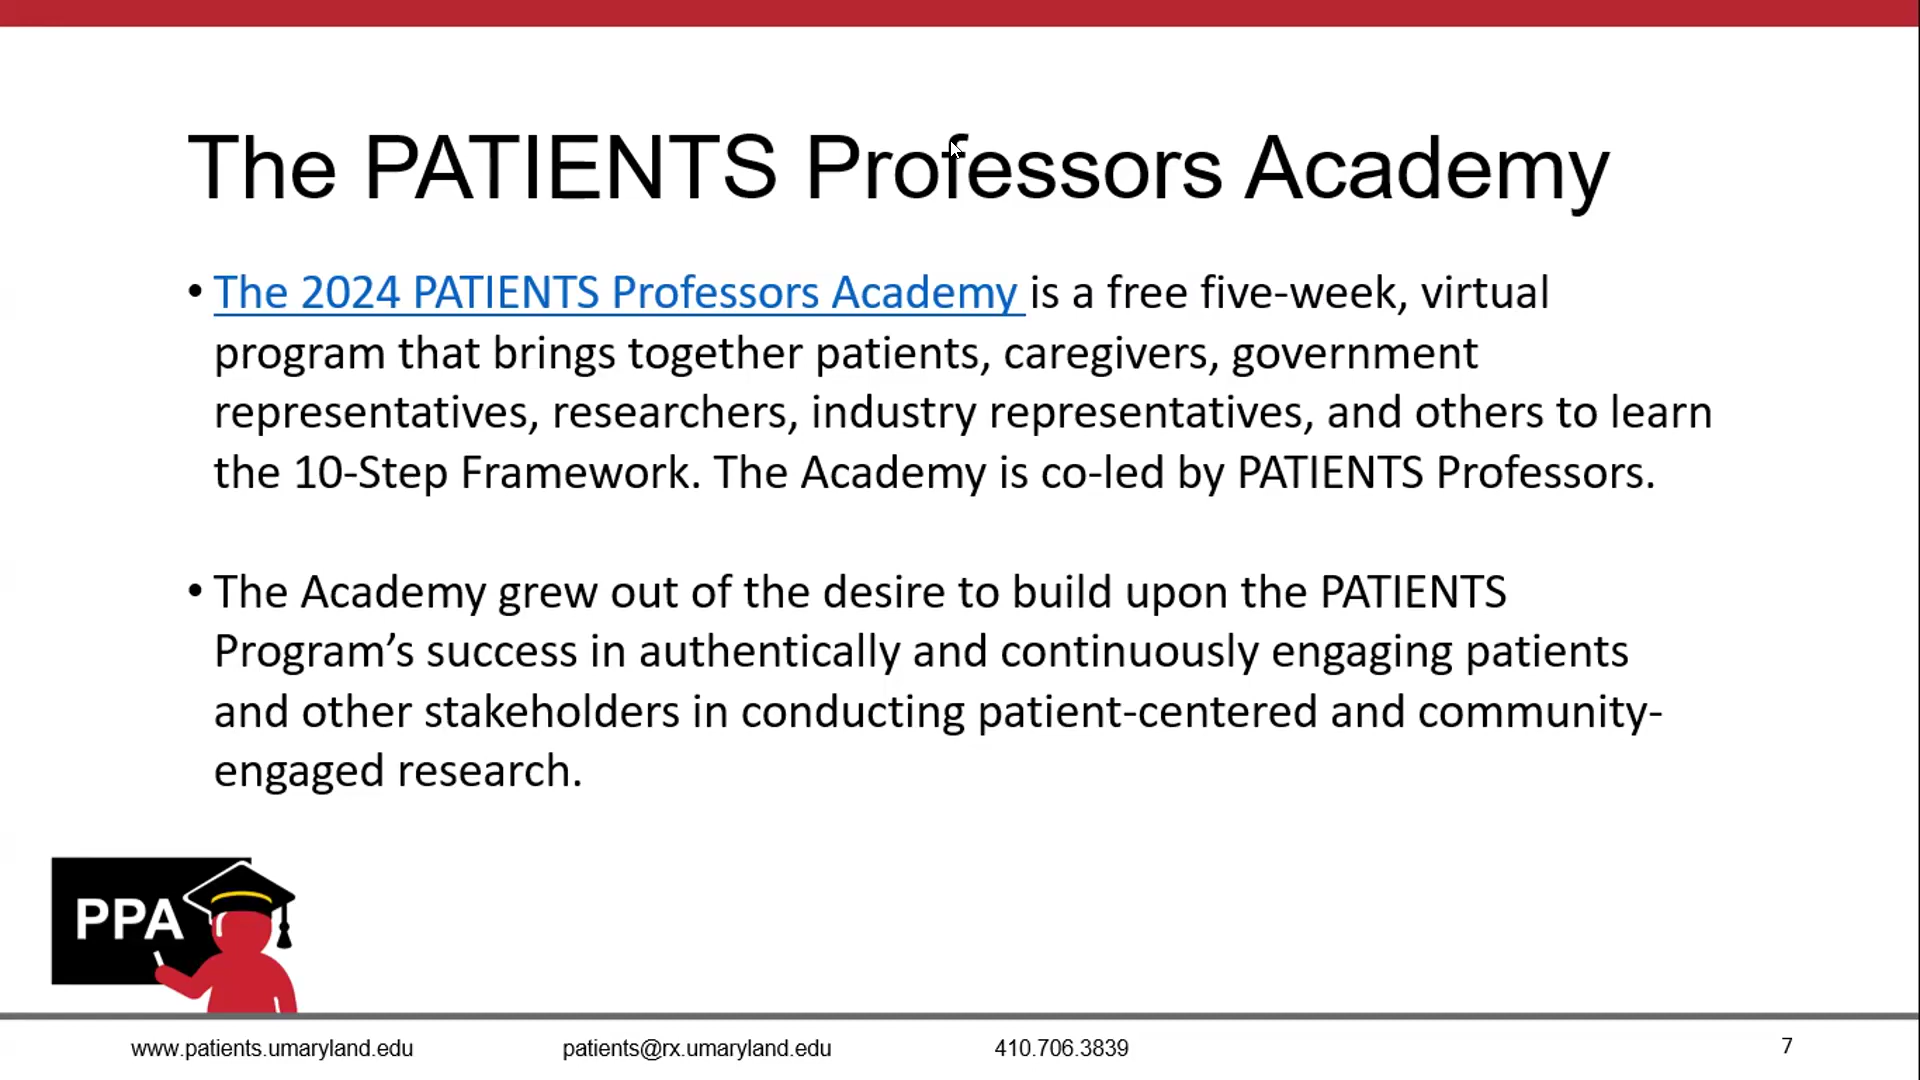 The PATIENTS Professors Academy
• The 2024 PATIENTS Professors Academy is a free five-week, virtual
program that brings together patients, caregivers, government
representatives, researchers, industry representatives, and others to learn
the 10-Step Framework. The Academy is co-led by PATIENTS Professors.
• The Academy grew out of the desire to build upon the PATIENTS
Program’s success in authentically and continuously engaging patients
and other stakeholders in conducting patient-centered and community-
engaged research.
PPA
www.patients.umaryland.edu patients@rx.umaryland.edu 410.706.3839 7